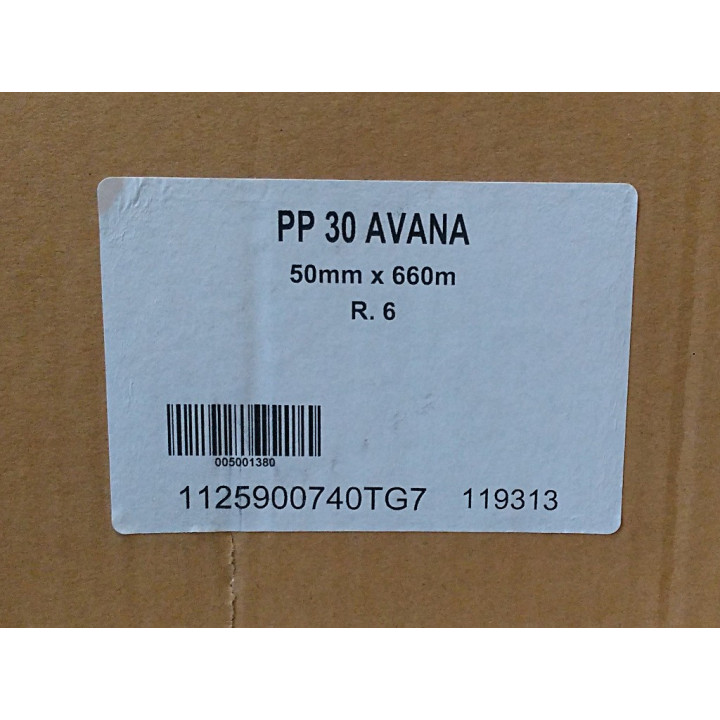 PP 30 AVANA
50mm x 660m
R. 6
005001380
1125900740TG7 119313